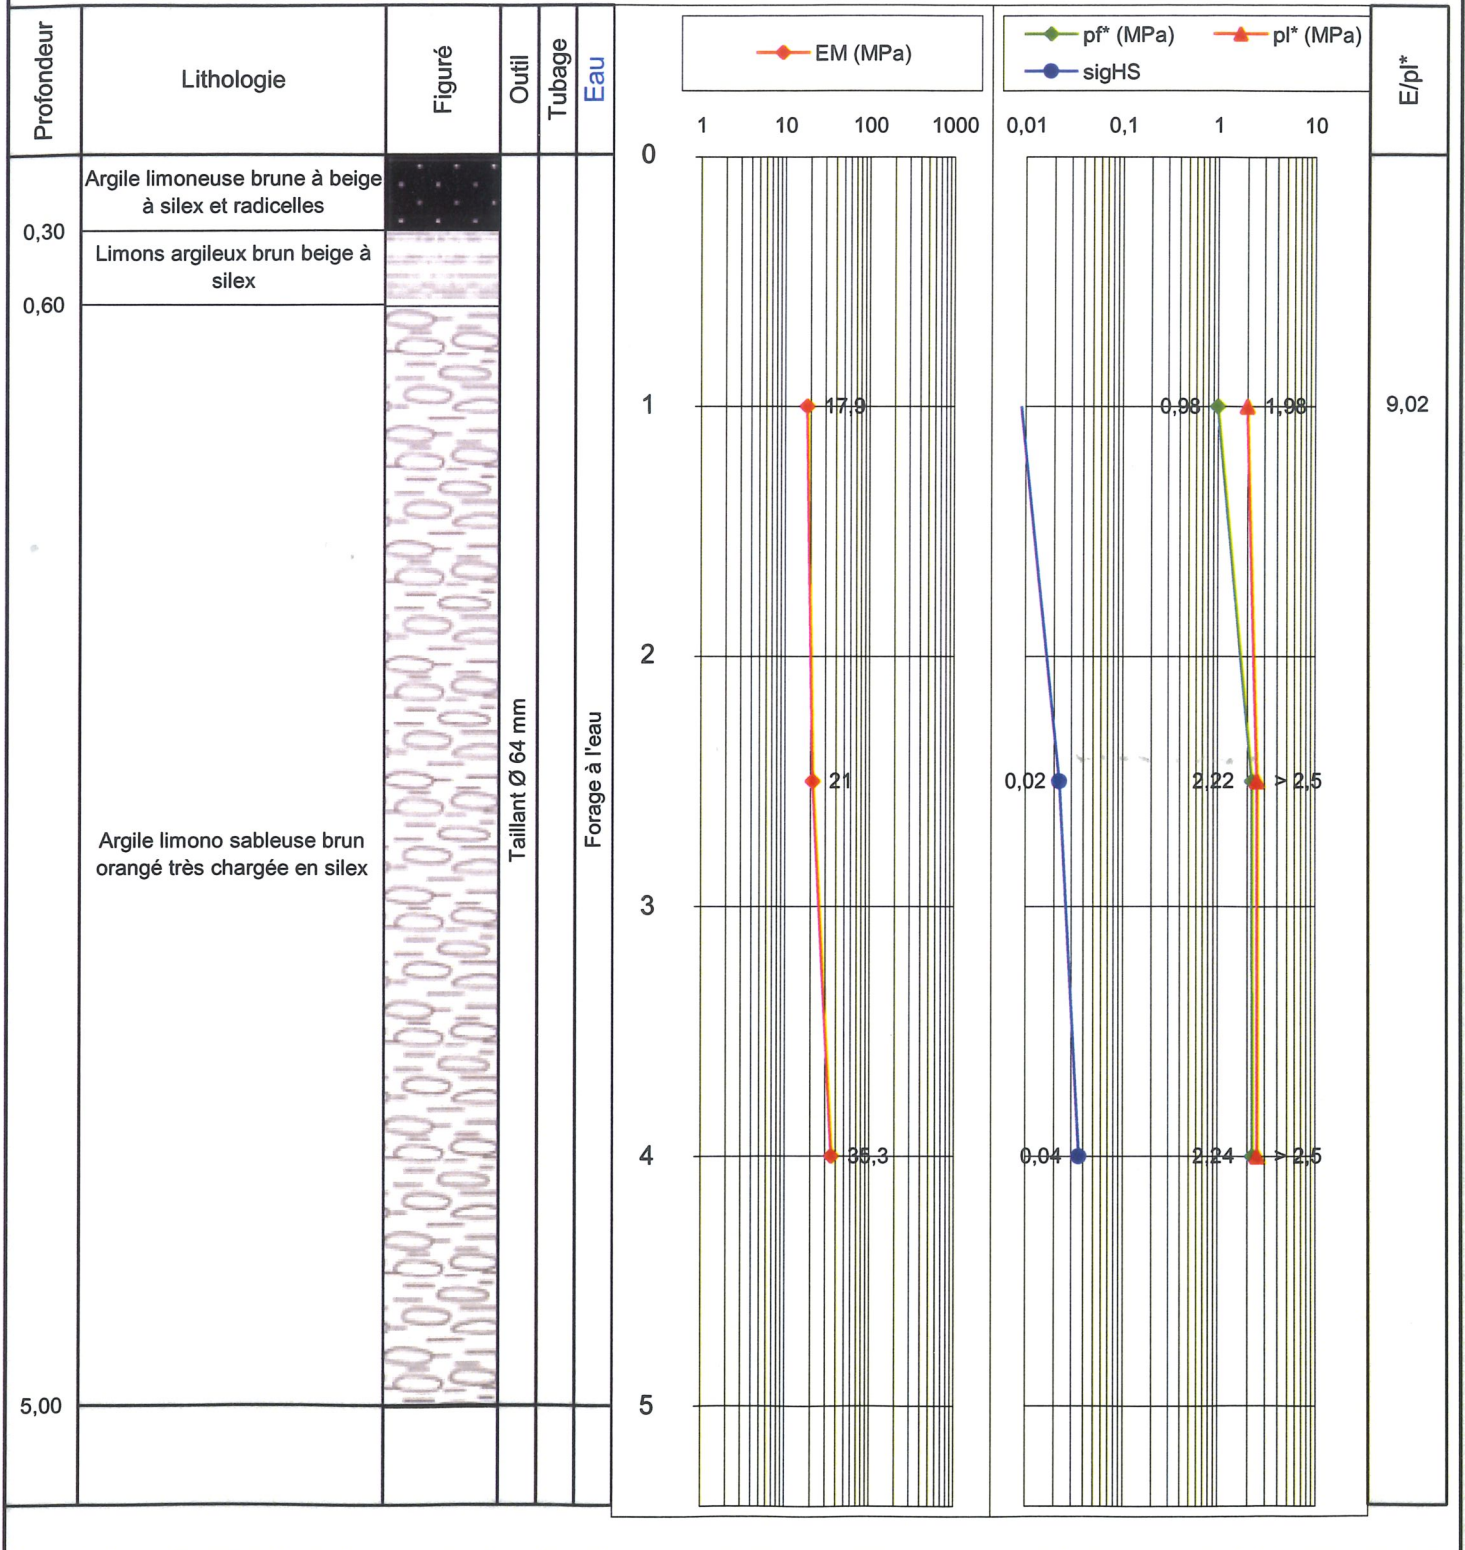 Profondeur
Lithologie
Figuré
Outil
Tubage
Eau
EM (MPa)
pf* (MPa)
pl* (MPa)
sigHS
E/pl*
1 10 100 1000
0,01 0,1 1 10
0
Argile limoneuse brune à beige
à silex et radicelles
0,30
Limons argileux brun beige à
silex
0,60
1
17,9
0,98
1,98
9,02
2
Taillant Ø 64 mm
Forage à l'eau
21
0,02
2,22
> 2,5
Argile limono sableuse brun
orangé très chargée en silex
3
4
35,3
0,04
2,24
> 2,5
5,00
5